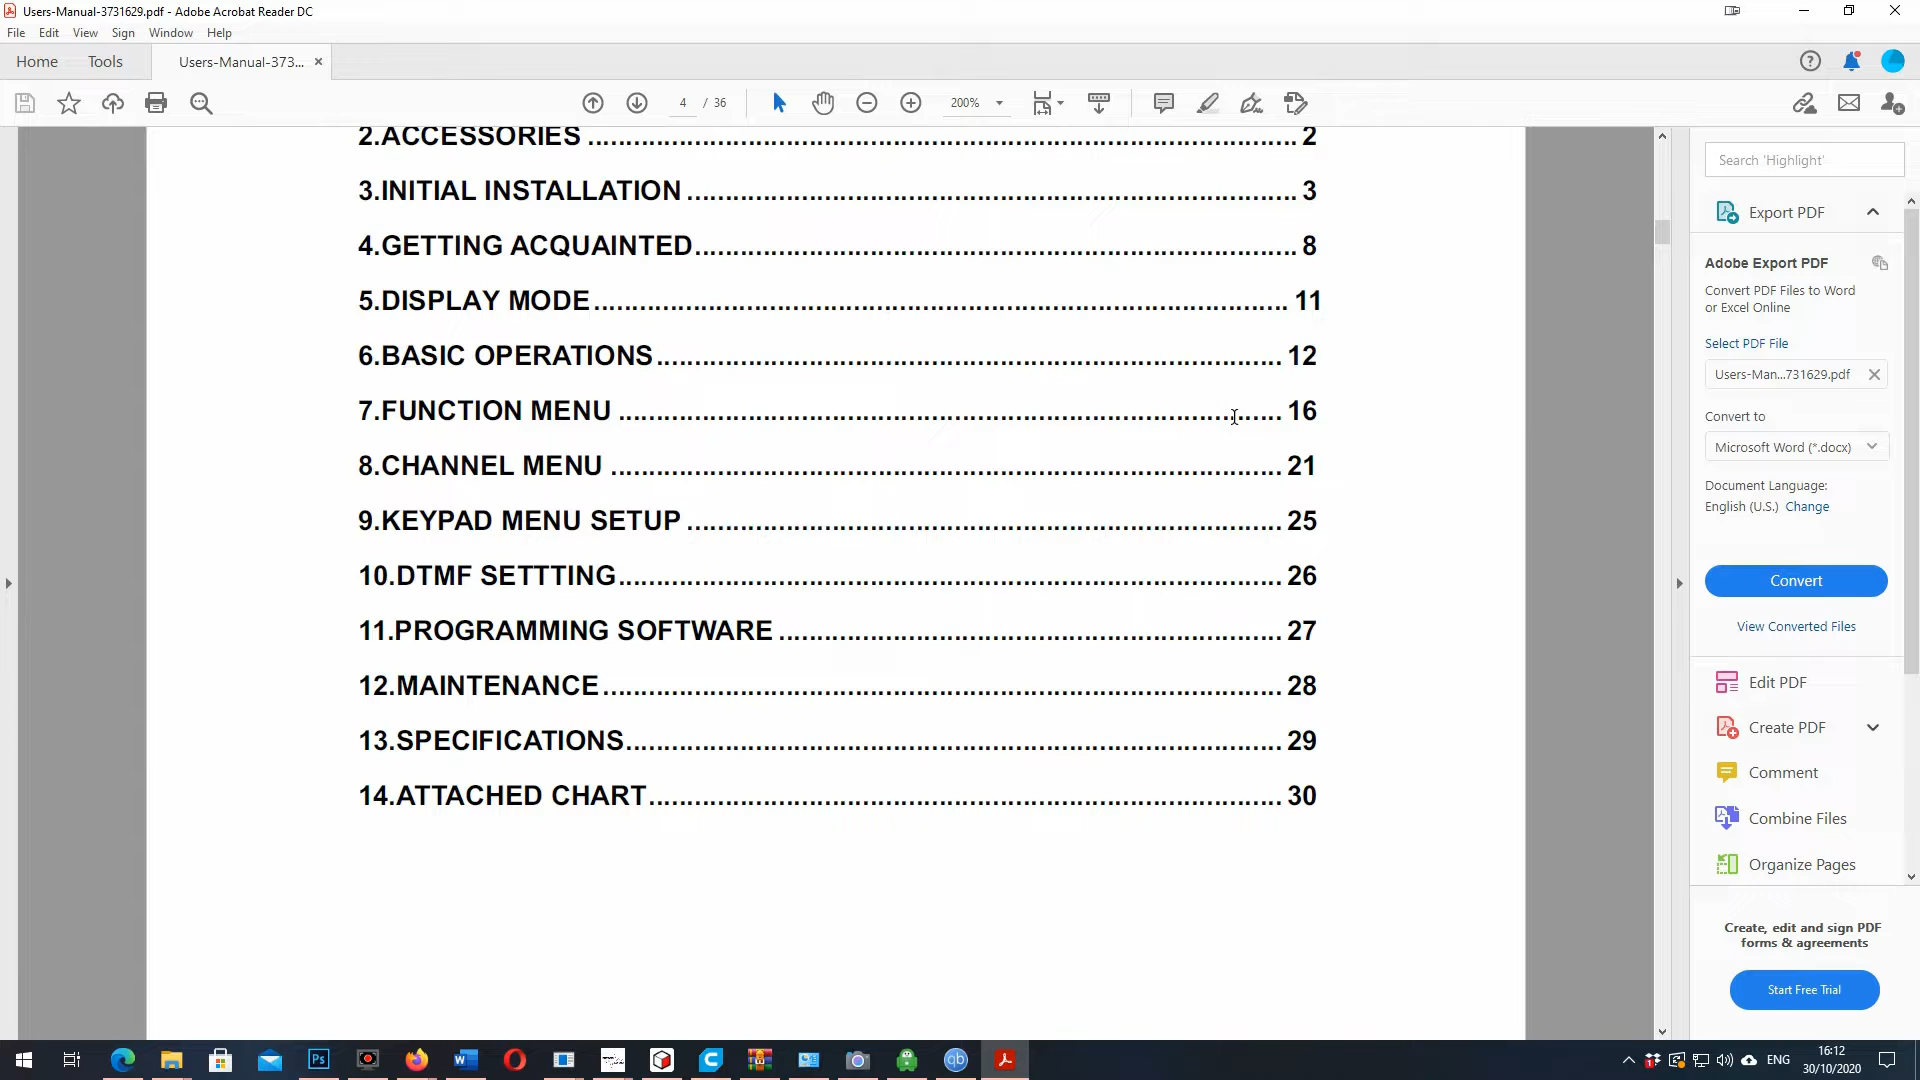 Users-Manual-3731629.pdf - Adobe Acrobat Reader DC
File Edit View Sign Window Help
Home Tools Users-Manual-373... ×
4 / 36 200%
2.ACCESSORIES ........................................................................................ 2
3.INITIAL INSTALLATION ........................................................................................ 3
4.GETTING ACQUAINTED........................................................................................ 8
5.DISPLAY MODE........................................................................................ 11
6.BASIC OPERATIONS........................................................................................ 12
7.FUNCTION MENU ........................................................................................ 16
8.CHANNEL MENU ........................................................................................ 21
9.KEYPAD MENU SETUP ........................................................................................ 25
10.DTMF SETTTING........................................................................................ 26
11.PROGRAMMING SOFTWARE ........................................................................................ 27
12.MAINTENANCE........................................................................................ 28
13.SPECIFICATIONS........................................................................................ 29
14.ATTACHED CHART........................................................................................ 30
Search 'Highlight'
Export PDF
Adobe Export PDF
Convert PDF Files to Word
or Excel Online
Select PDF File
Users-Man...731629.pdf
Convert to
Microsoft Word (*.docx)
Document Language:
English (U.S.) Change
Convert
View Converted Files
Edit PDF
Create PDF
Comment
Combine Files
Organize Pages
Create, edit and sign PDF
forms & agreements
Start Free Trial
Ps
qb
ENG
16:12
30/10/2020